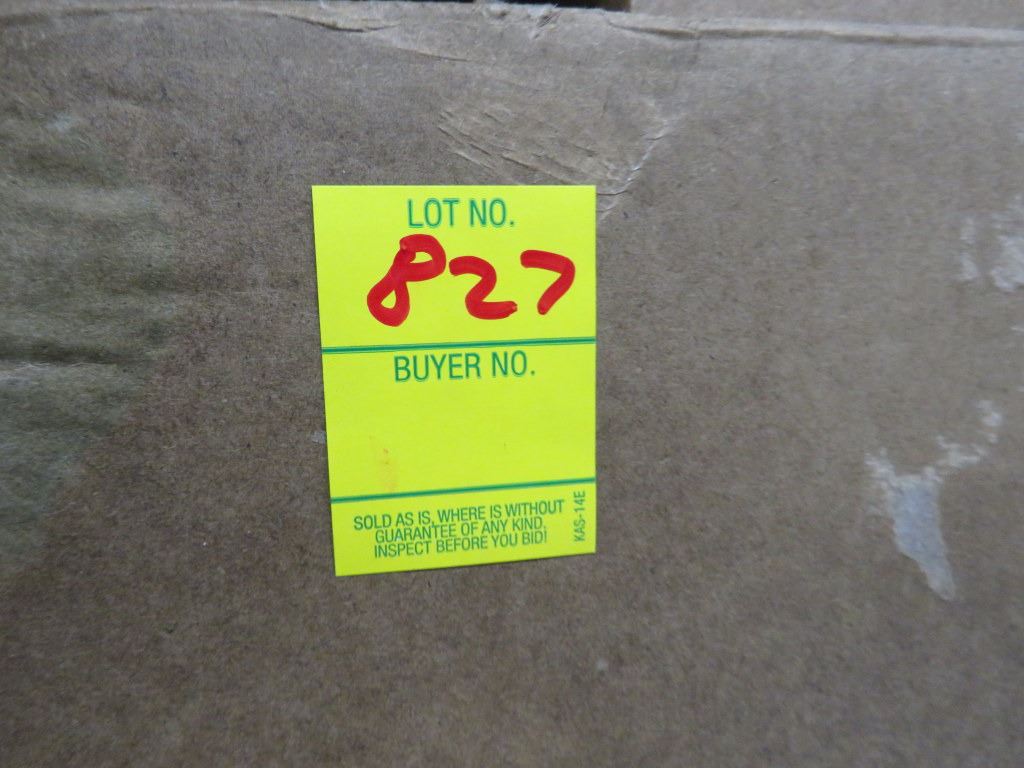 LOT NO.
827
BUYER NO.
SOLD AS IS, WHERE IS WITHOUT
GUARANTEE OF ANY KIND.
INSPECT BEFORE YOU BID!
KAS-14E